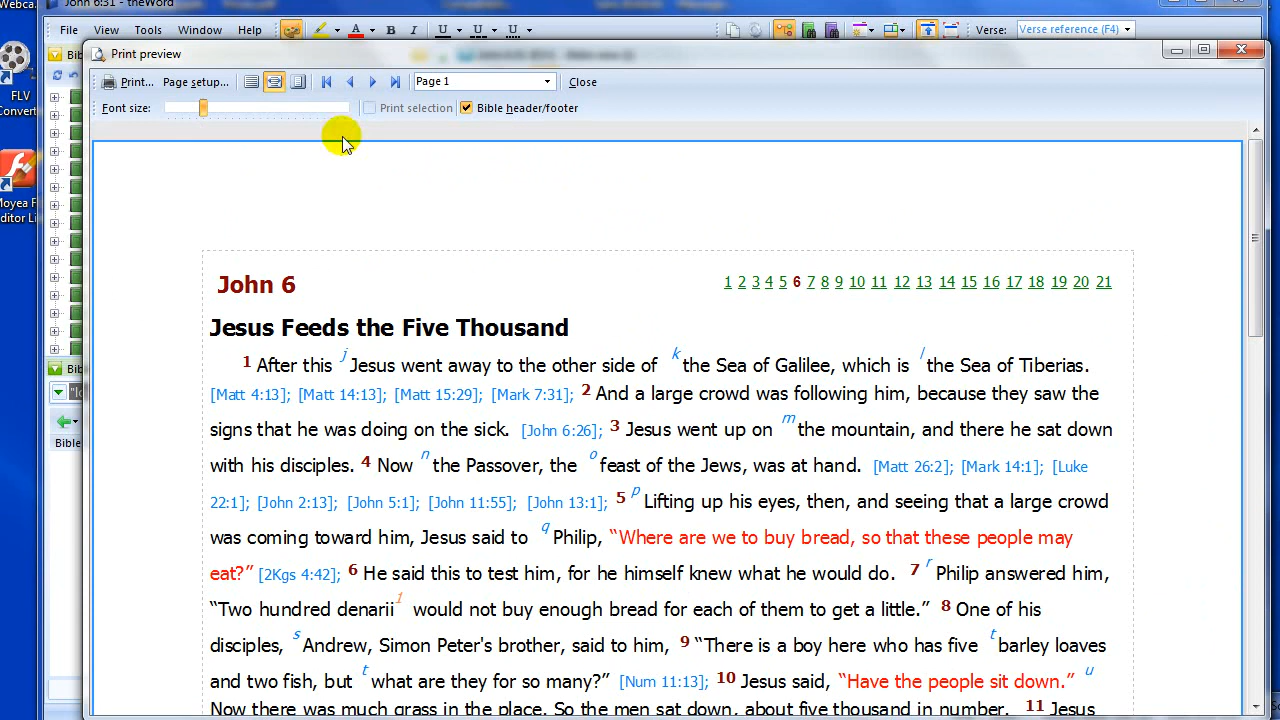 Webca.
John 6:31 - theWord
File View Tools Window Help A B I U U U Verse: Verse reference (F4)
Bib
Print preview
FLV
Convert
Print... Page setup... Page 1 Close
Font size: Print selection Bible header/footer
Moyea F
ditor Li
Bib
Bible
John 6 1 2 3 4 5 6 7 8 9 10 11 12 13 14 15 16 17 18 19 20 21
Jesus Feeds the Five Thousand
1 After this j Jesus went away to the other side of k the Sea of Galilee, which is l the Sea of Tiberias.
[Matt 4:13]; [Matt 14:13]; [Matt 15:29]; [Mark 7:31]; 2 And a large crowd was following him, because they saw the
signs that he was doing on the sick. [John 6:26]; 3 Jesus went up on m the mountain, and there he sat down
with his disciples. 4 Now n the Passover, the o feast of the Jews, was at hand. [Matt 26:2]; [Mark 14:1]; [Luke
22:1]; [John 2:13]; [John 5:1]; [John 11:55]; [John 13:1]; 5 p Lifting up his eyes, then, and seeing that a large crowd
was coming toward him, Jesus said to q Philip, “Where are we to buy bread, so that these people may
eat?” [2Kgs 4:42]; 6 He said this to test him, for he himself knew what he would do. 7 r Philip answered him,
“Two hundred denarii 1 would not buy enough bread for each of them to get a little.” 8 One of his
disciples, s Andrew, Simon Peter's brother, said to him, 9 “There is a boy here who has five t barley loaves
and two fish, but t what are they for so many?” [Num 11:13]; 10 Jesus said, “Have the people sit down.” u
Now there was much grass in the place. So the men sat down, about five thousand in number. 11 Jesus